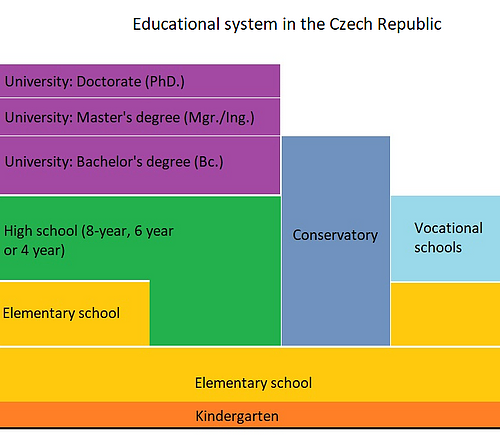 Educational system in the Czech Republic
University: Doctorate (PhD.)
University: Master's degree (Mgr./Ing.)
University: Bachelor's degree (Bc.)
High school (8-year, 6 year
or 4 year)
Conservatory
Vocational
schools
Elementary school
Elementary school
Kindergarten